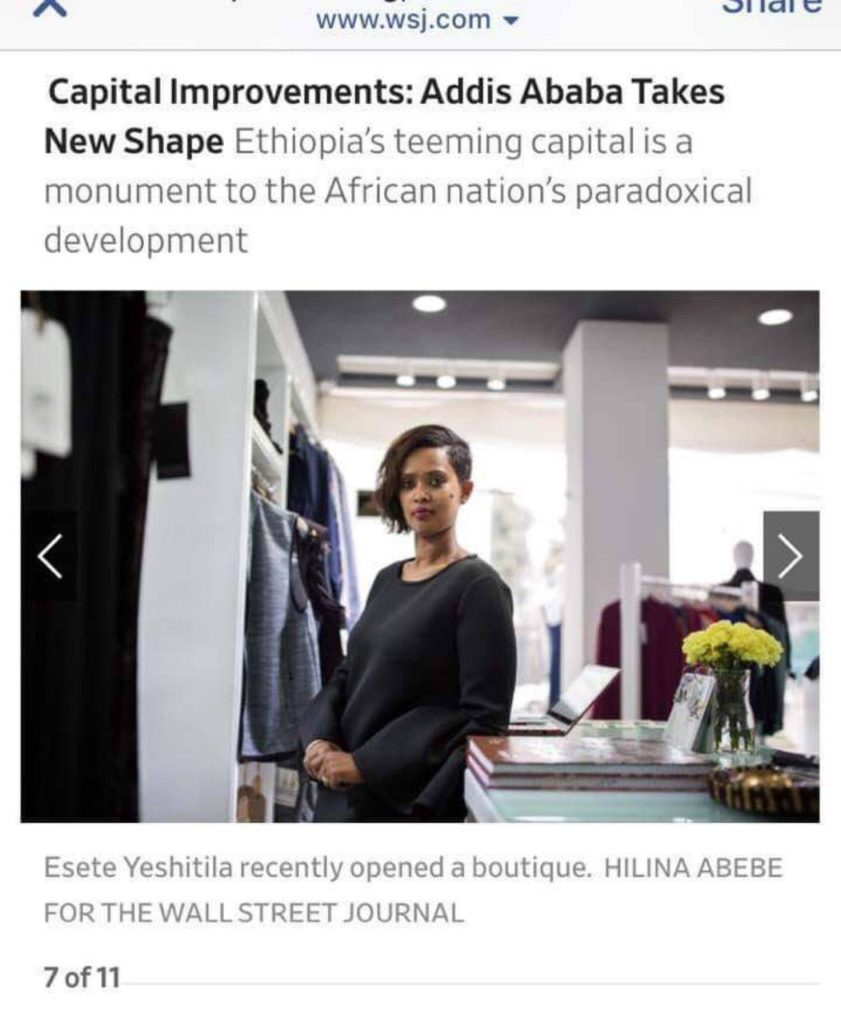 www.wsj.com
Share
Capital Improvements: Addis Ababa Takes
New Shape Ethiopia's teeming capital is a
monument to the African nation's paradoxical
development
Esete Yeshitila recently opened a boutique. HILINA ABEBE
FOR THE WALL STREET JOURNAL
7 of 11